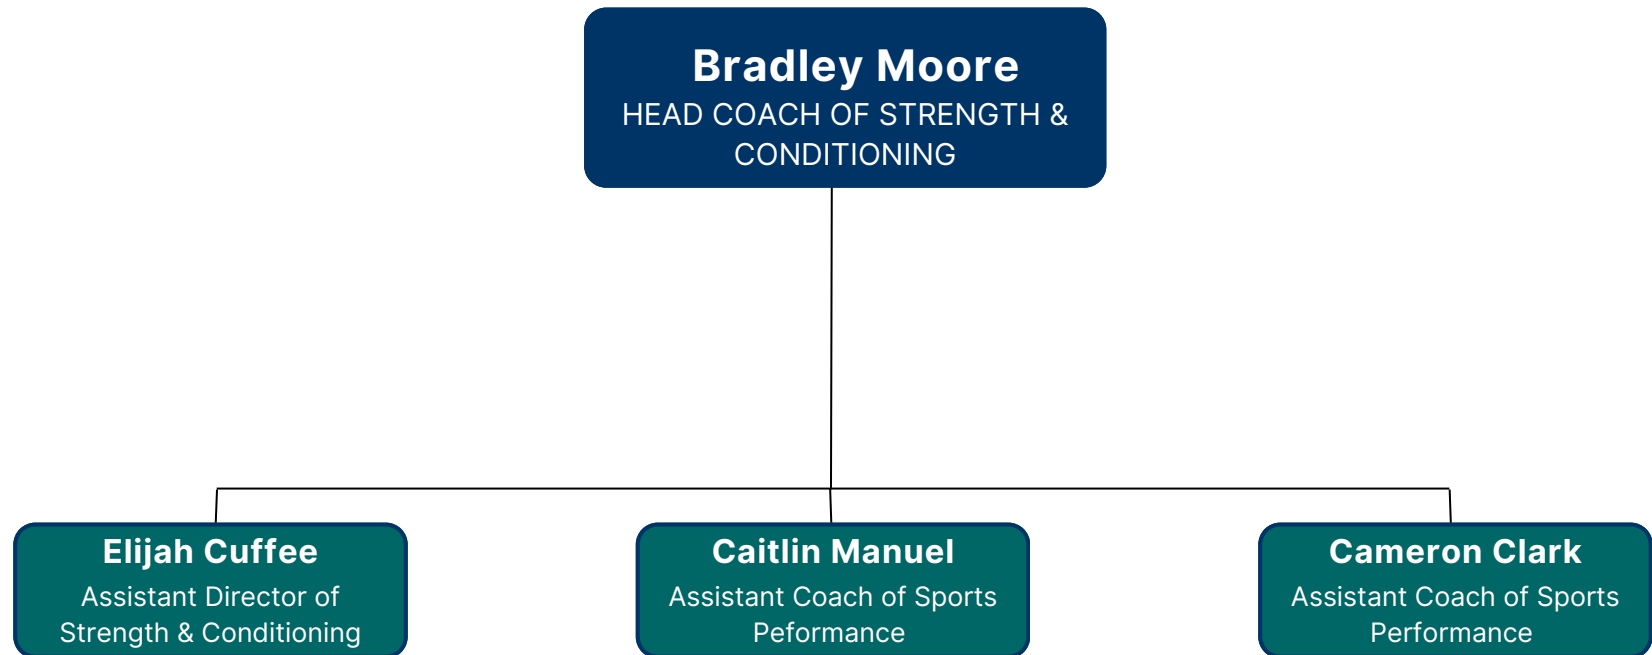 Bradley Moore
HEAD COACH OF STRENGTH &
CONDITIONING
Elijah Cuffee
Assistant Director of
Strength & Conditioning
Caitlin Manuel
Assistant Coach of Sports
Peformance
Cameron Clark
Assistant Coach of Sports
Performance